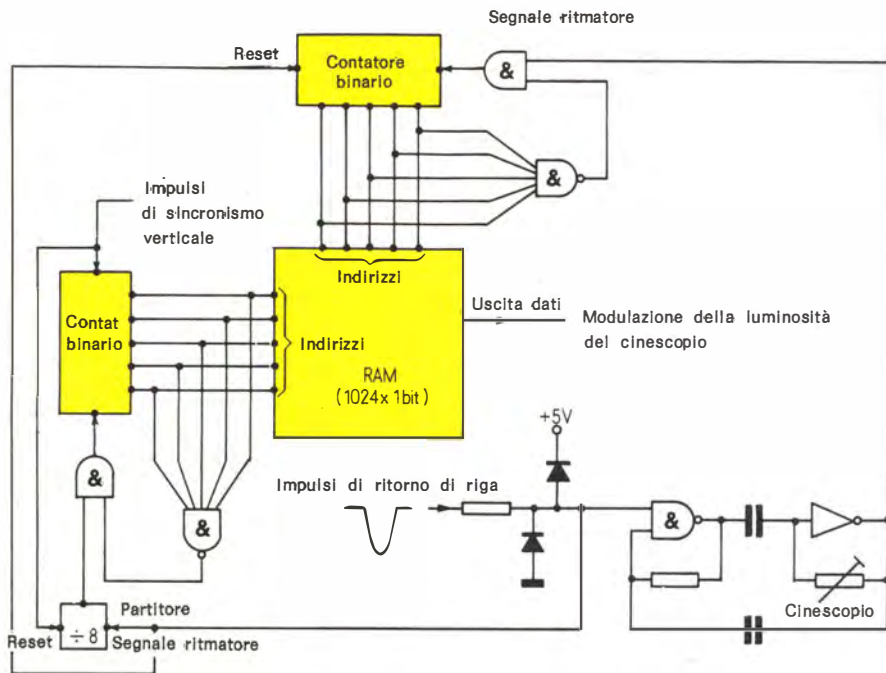 Segnale ritmatore
Reset
Contatore
binario
&
&
Impulsi
di sincronismo
verticale
Indirizzi
Contat
binario
Indirizzi
Uscita dati
Modulazione della luminosità
del cinescopio
RAM
(1024 x 1bit)
+5V
&
Impulsi di ritorno di riga
&
&
Partitore
Cinescopio
Reset
÷8
Segnale ritmatore